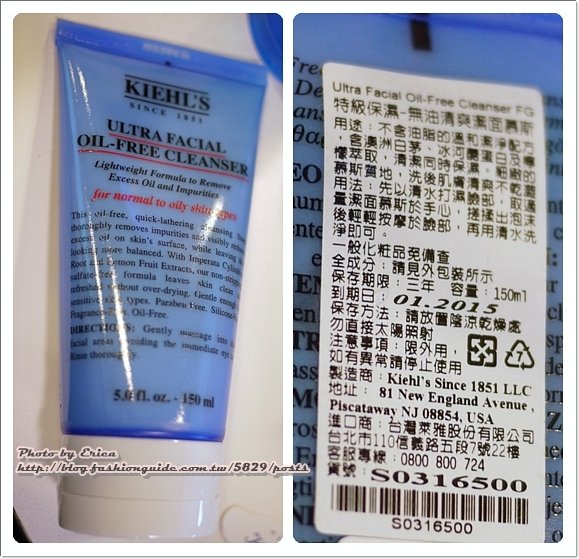 KIEHL'S
SINCE 1851
ULTRA FACIAL
OIL-FREE CLEANSER
Lightweight Formula to Remove
Excess Oil and Impurities
for normal to oily skin types
This oil-free, quick-lathering cleansing
thoroughly removes impurities and visibly
excess oil on skin's surface, while leaving
looking more balanced. With Imperata Cylindrica
Root and Lemon Fruit Extracts, our non-
sulfate-free formula leaves skin clean
refreshed without over-drying. Gentle enough
sensitive skin types. Paraben-Free. Silicone-
Fragrance-Free. Oil-Free.
DIRECTIONS: Gently massage into
facial areas avoiding the immediate eye
Rinse thoroughly.
5.0 fl. oz. - 150 ml
Photo by Erica
http://blog.fashionguide.com.tw/5829/posts
Ultra Facial Oil-Free Cleanser FG
特級保濕-無油清爽潔面慕斯
用途：不含油脂的溫和潔淨配方
，含澳洲白茅、冰河醣蛋白及檸
檬萃取，清潔同時保濕，細緻的
慕斯質地，洗後肌膚清爽不乾澀
用法：先以清水打濕臉部，取適
量潔面慕斯於手心，搓揉出泡沫
後輕輕按摩於臉部，再用清水洗
淨即可。
一般化粧品免備查
全成分：請見外包裝所示
保存期限：三年 容量：150ml
到期日：01.2015
保存方法：請放置陰涼乾燥處
勿直接太陽照射
注意事項：限外用，
如有異常請停止使用
製造商：Kiehl's Since 1851 LLC
地址：81 New England Avenue,
Piscataway NJ 08854, USA
進口商：台灣萊雅股份有限公司
台北市110信義路五段7號22樓
客服專線：0800 800 724
貨號：S0316500
S0316500